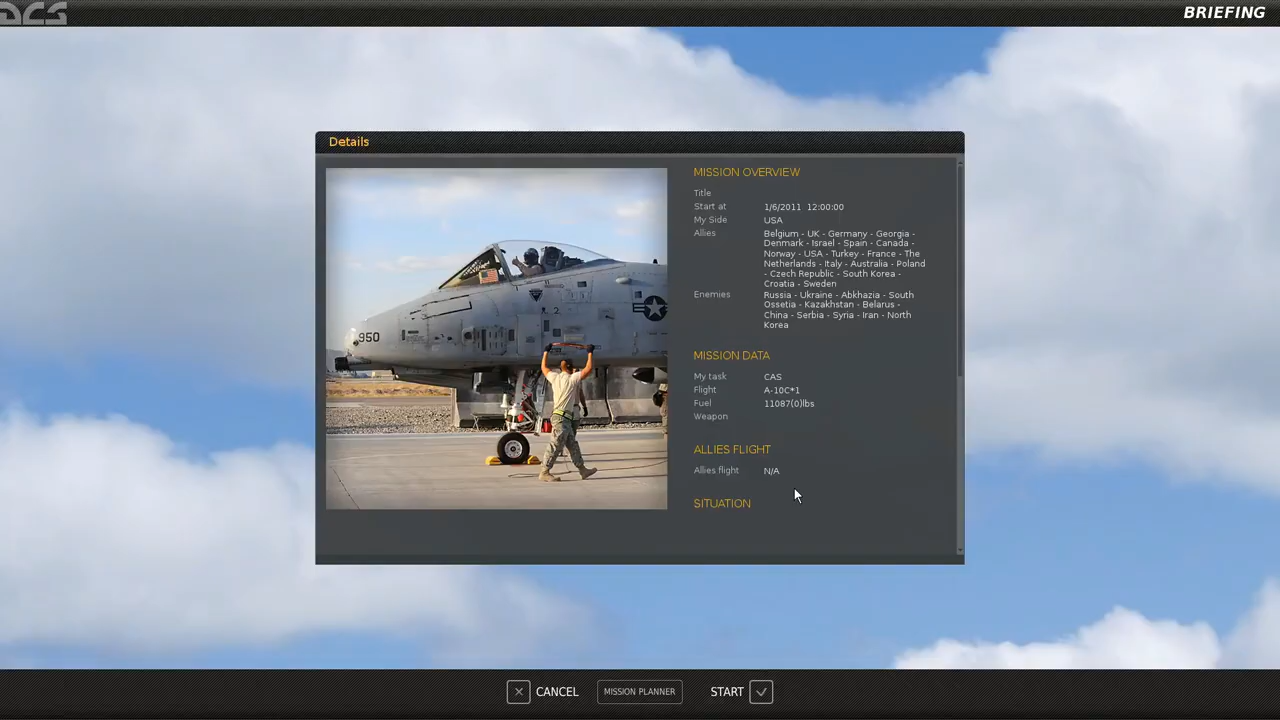 DCS
BRIEFING
Details
MISSION OVERVIEW
Title
Start at 1/6/2011 12:00:00
My Side USA
Allies Belgium - UK - Germany - Georgia -
Denmark - Israel - Spain - Canada -
Norway - USA - Turkey - France - The
Netherlands - Italy - Australia - Poland
- Czech Republic - South Korea -
Croatia - Sweden
Enemies Russia - Ukraine - Abkhazia - South
Ossetia - Kazakhstan - Belarus -
China - Serbia - Syria - Iran - North
Korea
MISSION DATA
My task CAS
Flight A-10C*1
Fuel 11087(0)lbs
Weapon
ALLIES FLIGHT
Allies flight N/A
SITUATION
950
CANCEL
MISSION PLANNER
START